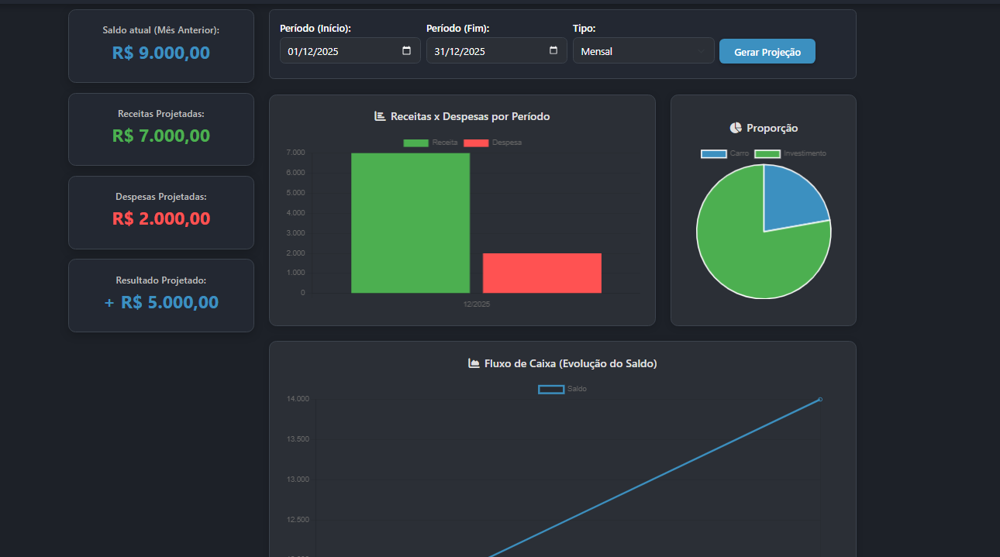 Saldo atual (Mês Anterior):
R$ 9.000,00
Receitas Projetadas:
R$ 7.000,00
Despesas Projetadas:
R$ 2.000,00
Resultado Projetado:
+ R$ 5.000,00
Período (Início):
01/12/2025
Período (Fim):
31/12/2025
Tipo:
Mensal
Gerar Projeção
Receitas x Despesas por Período
Receita Despesa
7.000
6.000
5.000
4.000
3.000
2.000
1.000
0
12/2025
Proporção
Carro Investimento
Fluxo de Caixa (Evolução do Saldo)
Saldo
14.000
13.500
13.000
12.500